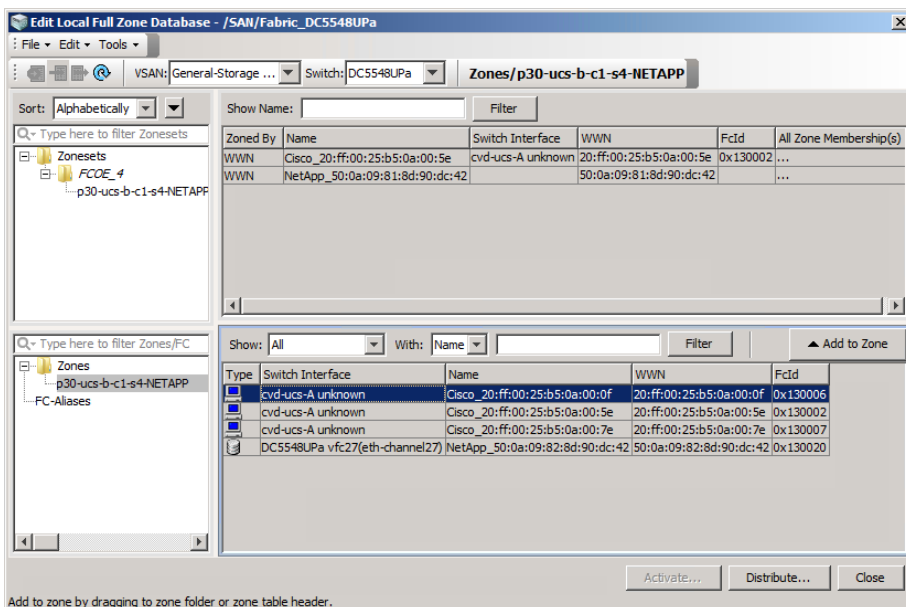 Edit Local Full Zone Database - /SAN/Fabric_DC5548UPa
File Edit Tools
VSAN: General-Storage ... Switch: DC5548UPa Zones/p30-ucs-b-c1-s4-NETAPP
Sort: Alphabetically
Type here to filter Zonesets
Zonesets
FCOE_4
p30-ucs-b-c1-s4-NETAPP
Show Name: Filter
Zoned By Name Switch Interface WWN FcId All Zone Membership(s)
WWN Cisco_20:ff:00:25:b5:0a:00:5e cvd-ucs-A unknown 20:ff:00:25:b5:0a:00:5e 0x130002 ...
WWN NetApp_50:0a:09:81:8d:90:dc:42 50:0a:09:81:8d:90:dc:42 ...
Type here to filter Zones/FC
Zones
p30-ucs-b-c1-s4-NETAPP
FC-Aliases
Show: All With: Name Filter Add to Zone
Type Switch Interface Name WWN FcId
cvd-ucs-A unknown Cisco_20:ff:00:25:b5:0a:00:0f 20:ff:00:25:b5:0a:00:0f 0x130006
cvd-ucs-A unknown Cisco_20:ff:00:25:b5:0a:00:5e 20:ff:00:25:b5:0a:00:5e 0x130002
cvd-ucs-A unknown Cisco_20:ff:00:25:b5:0a:00:7e 20:ff:00:25:b5:0a:00:7e 0x130007
DC5548UPa vfc27(eth-channel27) NetApp_50:0a:09:82:8d:90:dc:42 50:0a:09:82:8d:90:dc:42 0x130020
Activate... Distribute... Close
Add to zone by dragging to zone folder or zone table header.